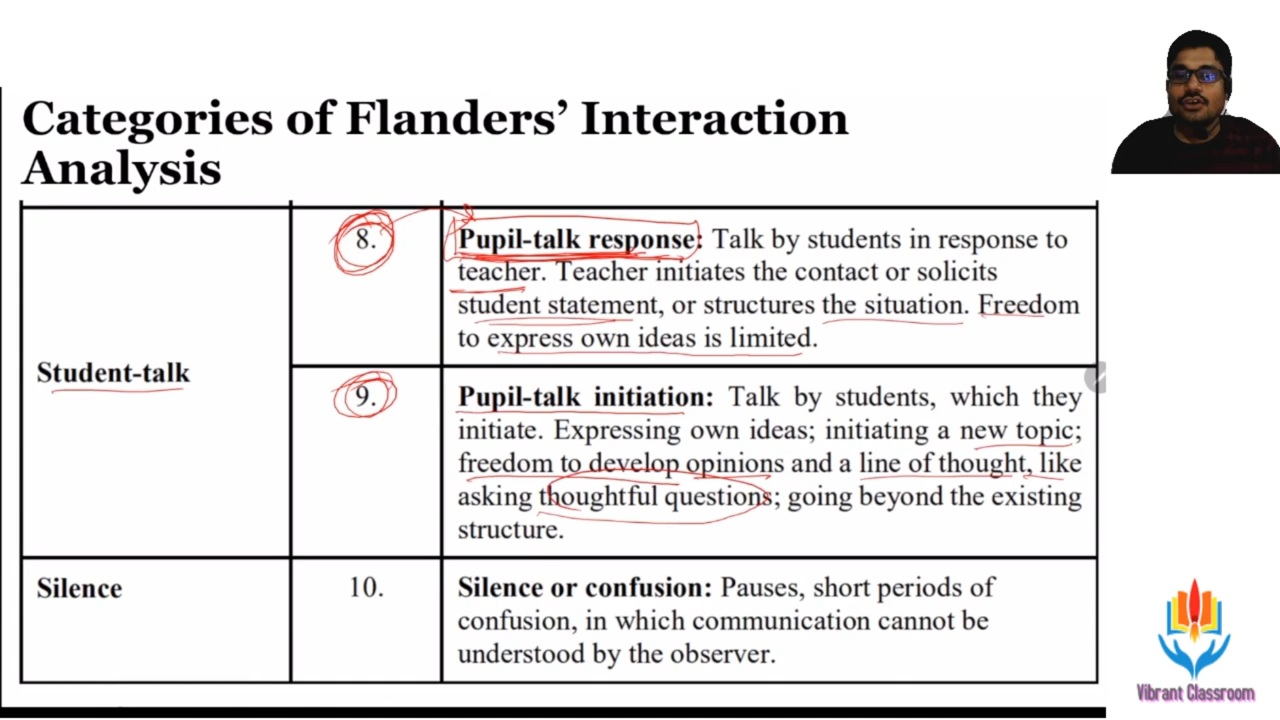 Categories of Flanders' Interaction
Analysis
Student-talk
8.
Pupil-talk response: Talk by students in response to
teacher. Teacher initiates the contact or solicits
student statement, or structures the situation. Freedom
to express own ideas is limited.
9.
Pupil-talk initiation: Talk by students, which they
initiate. Expressing own ideas; initiating a new topic;
freedom to develop opinions and a line of thought, like
asking thoughtful questions; going beyond the existing
structure.
Silence
10.
Silence or confusion: Pauses, short periods of
confusion, in which communication cannot be
understood by the observer.
Vibrant Classroom